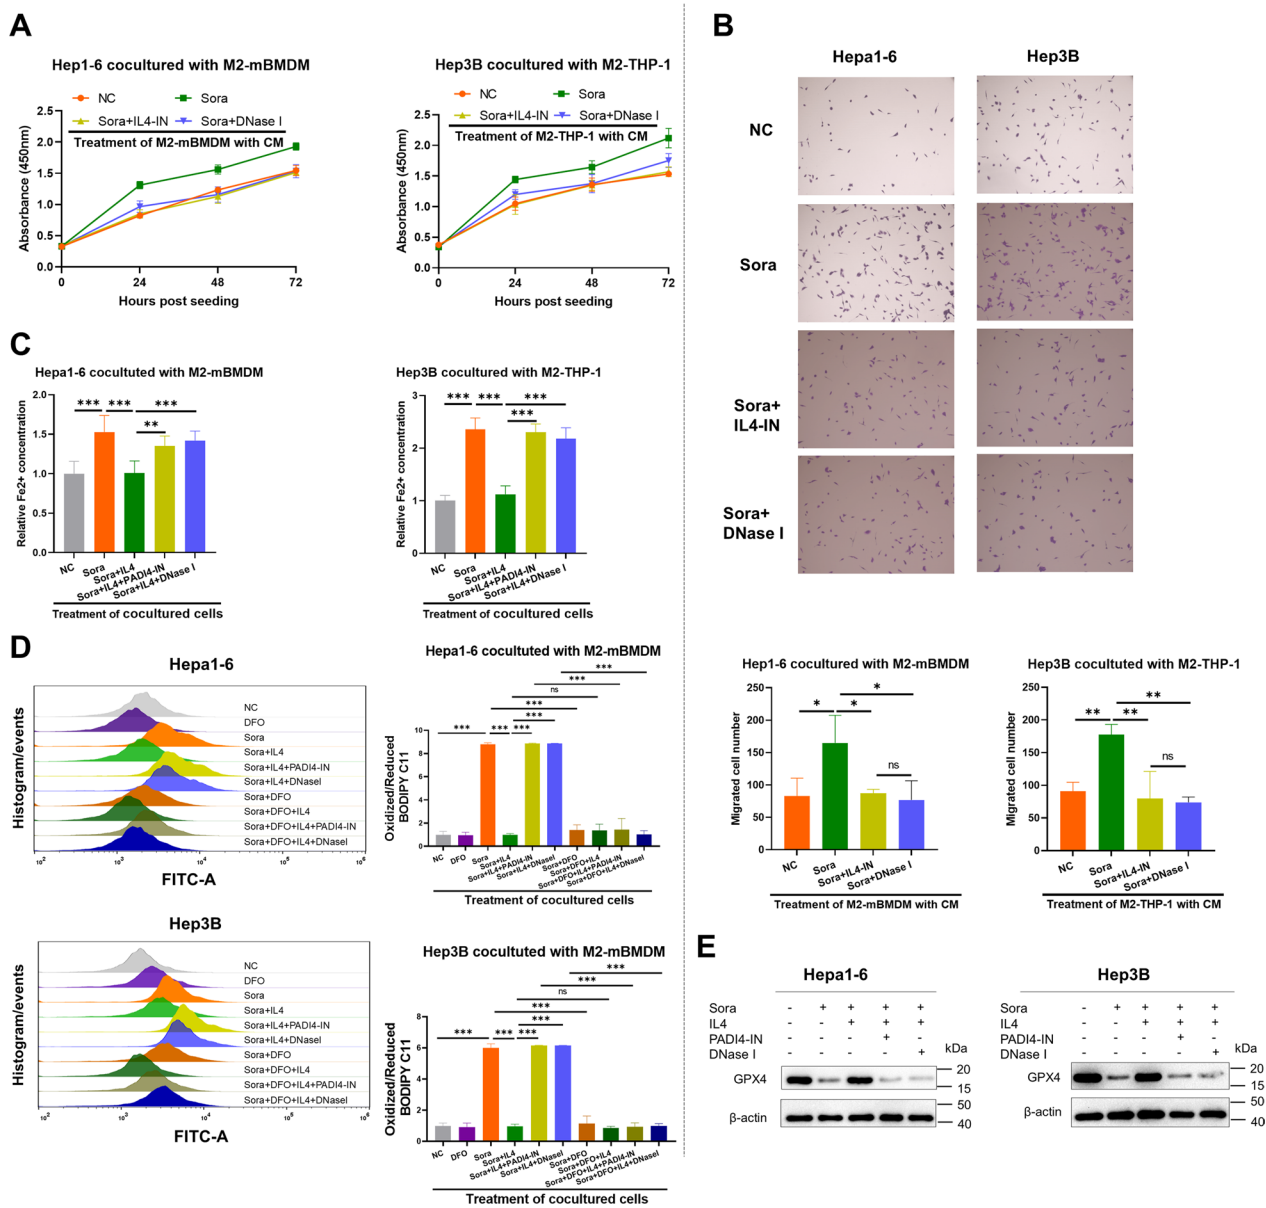 A
Hep1-6 cocultured with M2-mBMDM
NC
Sora
Sora+IL4-IN
Sora+DNase I
Treatment of M2-mBMDM with CM
Absorbance (450nm)
2.5
2.0
1.5
1.0
0.5
0.0
0 24 48 72
Hours post seeding
Hep3B cocultured with M2-THP-1
NC
Sora
Sora+IL4-IN
Sora+DNase I
Treatment of M2-THP-1 with CM
Absorbance (450nm)
2.5
2.0
1.5
1.0
0.5
0.0
0 24 48 72
Hours post seeding
B
Hepa1-6
Hep3B
NC
Sora
Sora+
IL4-IN
Sora+
DNase I
Hep1-6 cocultured with M2-mBMDM
Migrated cell number
250
200
150
100
50
0
* * *
ns
NC
Sora
Sora+IL4-IN
Sora+DNase I
Treatment of M2-mBMDM with CM
Hep3B cocultuted with M2-THP-1
Migrated cell number
250
200
150
100
50
0
** ** **
ns
NC
Sora
Sora+IL4-IN
Sora+DNase I
Treatment of M2-THP-1 with CM
C
Hepa1-6 cocultuted with M2-mBMDM
Relative Fe2+ concentration
2.0
1.5
1.0
0.5
0.0
*** *** ***
**
NC
Sora
Sora+IL4
Sora+IL4+PADI4-IN
Sora+IL4+DNase I
Treatment of cocultured cells
Hep3B cocultured with M2-THP-1
Relative Fe2+ concentration
3
2
1
0
*** *** ***
***
NC
Sora
Sora+IL4
Sora+IL4+PADI4-IN
Sora+IL4+DNase I
Treatment of cocultured cells
D
Hepa1-6
Histogram/events
NC
DFO
Sora
Sora+IL4
Sora+IL4+PADI4-IN
Sora+IL4+DNaseI
Sora+DFO
Sora+DFO+IL4
Sora+DFO+IL4+PADI4-IN
Sora+DFO+IL4+DNaseI
10² 10³ 10⁴ 10⁵ 10⁶
FITC-A
Hepa1-6 cocultuted with M2-mBMDM
Oxidized/Reduced
BODIPY C11
10
8
6
4
2
0
***
***
ns
***
***
*** *** ***
NC
DFO
Sora
Sora+IL4
Sora+IL4+PADI4-IN
Sora+IL4+DNaseI
Sora+DFO
Sora+DFO+IL4
Sora+DFO+IL4+PADI4-IN
Sora+DFO+IL4+DNaseI
Treatment of cocultured cells
Hep3B
Histogram/events
NC
DFO
Sora
Sora+IL4
Sora+IL4+PADI4-IN
Sora+IL4+DNaseI
Sora+DFO
Sora+DFO+IL4
Sora+DFO+IL4+PADI4-IN
Sora+DFO+IL4+DNaseI
10² 10³ 10⁴ 10⁵ 10⁶
FITC-A
Hep3B cocultuted with M2-mBMDM
Oxidized/Reduced
BODIPY C11
8
6
4
2
0
***
***
ns
***
***
*** *** ***
NC
DFO
Sora
Sora+IL4
Sora+IL4+PADI4-IN
Sora+IL4+DNaseI
Sora+DFO
Sora+DFO+IL4
Sora+DFO+IL4+PADI4-IN
Sora+DFO+IL4+DNaseI
Treatment of cocultured cells
E
Hepa1-6
Sora - + + + +
IL4 - - + + +
PADI4-IN - - - + -
DNase I - - - - +
kDa
GPX4
20
15
β-actin
50
40
Hep3B
Sora - + + + +
IL4 - - + + +
PADI4-IN - - - + -
DNase I - - - - +
kDa
GPX4
20
15
β-actin
50
40